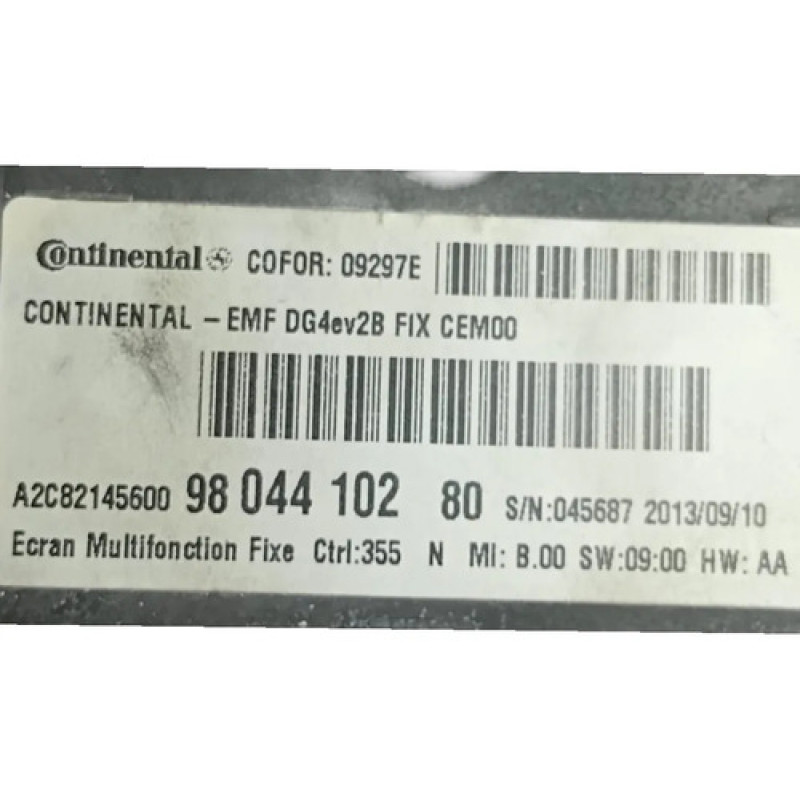 Continental COFOR: 09297E
CONTINENTAL - EMF DG4ev2B FIX CEM00
A2C82145600 98 044 102 80 S/N:045687 2013/09/10
Ecran Multifonction Fixe Ctrl:355 N MI: B.00 SW:09:00 HW: AA